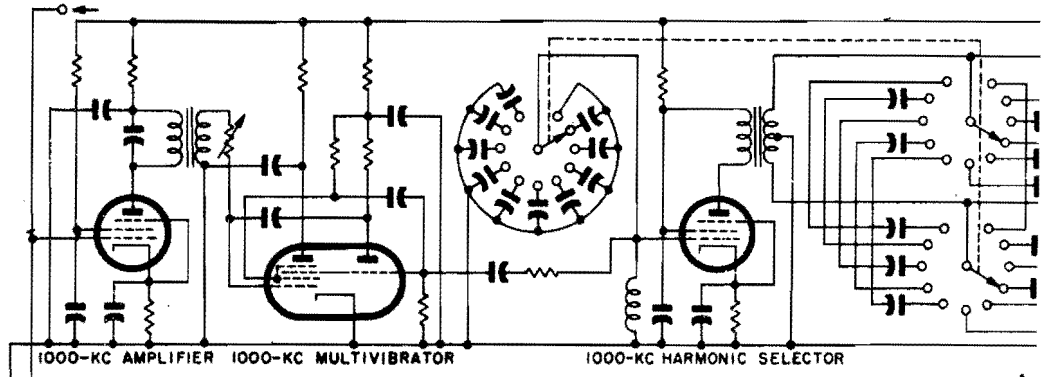 1000-KC AMPLIFIER
1000-KC MULTIVIBRATOR
1000-KC HARMONIC SELECTOR